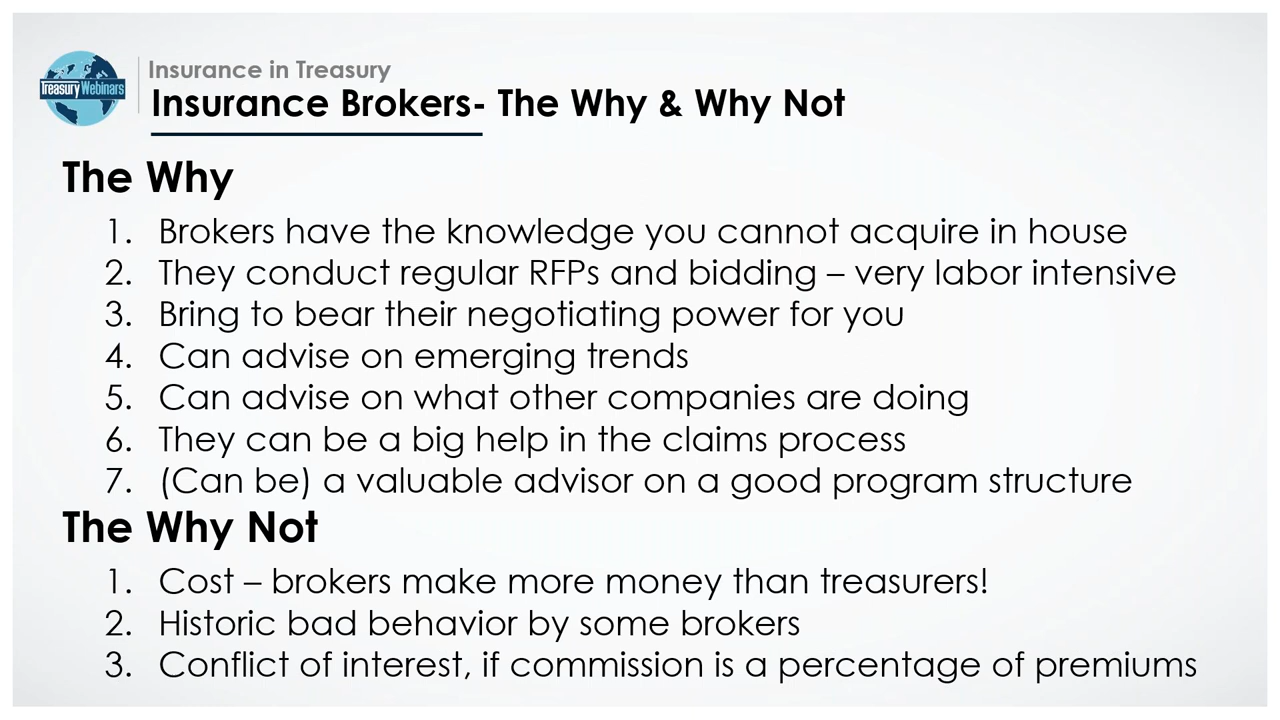 TreasuryWebinars
Insurance in Treasury
Insurance Brokers- The Why & Why Not
The Why
1. Brokers have the knowledge you cannot acquire in house
2. They conduct regular RFPs and bidding – very labor intensive
3. Bring to bear their negotiating power for you
4. Can advise on emerging trends
5. Can advise on what other companies are doing
6. They can be a big help in the claims process
7. (Can be) a valuable advisor on a good program structure
The Why Not
1. Cost – brokers make more money than treasurers!
2. Historic bad behavior by some brokers
3. Conflict of interest, if commission is a percentage of premiums